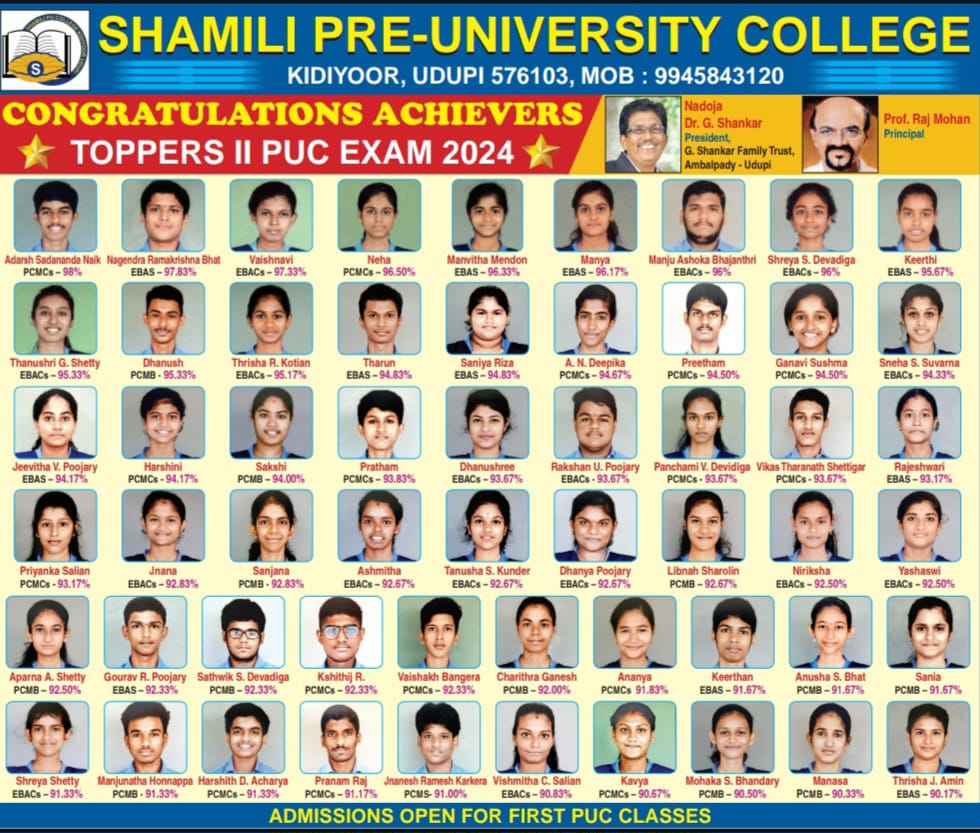 SHAMILI PRE-UNIVERSITY COLLEGE
KIDIYOOR, UDUPI 576103, MOB : 9945843120
S
CONGRATULATIONS ACHIEVERS
TOPPERS II PUC EXAM 2024
Nadoja
Dr. G. Shankar
President,
G. Shankar Family Trust,
Ambalpady - Udupi
Prof. Raj Mohan
Principal
Adarsh Sadananda Naik Nagendra Ramakrishna Bhat Vaishnavi Neha Manvitha Mendon Manya Manju Ashoka Bhajanthri Shreya S. Devadiga Keerthi
PCMCs – 98% EBAS – 97.83% EBACs – 97.33% PCMCs – 96.50% EBAS – 96.33% EBAS – 96.17% EBACs – 96% EBACs – 96% EBAS – 95.67%
Thanushri G. Shetty Dhanush Thrisha R. Kotian Tharun Saniya Riza A. N. Deepika Preetham Ganavi Sushma Sneha S. Suvarna
EBACs – 95.33% PCMB - 95.33% EBACs – 95.17% EBAS – 94.83% EBAS – 94.83% PCMCs – 94.67% PCMCs – 94.50% PCMCs – 94.50% EBACs – 94.33%
Jeevitha V. Poojary Harshini Sakshi Pratham Dhanushree Rakshan U. Poojary Panchami V. Devidiga Vikas Tharanath Shettigar Rajeshwari
EBAS – 94.17% PCMCs - 94.17% PCMB – 94.00% PCMCs – 93.83% EBACs – 93.67% EBACs - 93.67% PCMCs – 93.67% PCMCs - 93.67% EBAS – 93.17%
Priyanka Salian Jnana Sanjana Ashmitha Tanusha S. Kunder Dhanya Poojary Libnah Sharolin Niriksha Yashaswi
PCMCs - 93.17% EBACs – 92.83% PCMB - 92.83% EBACs – 92.67% EBACs – 92.67% EBACs – 92.67% PCMB – 92.67% EBACs – 92.50% EBACs – 92.50%
Aparna A. Shetty Gourav R. Poojary Sathwik S. Devadiga Kshithij R. Vaishakh Bangera Charithra Ganesh Ananya Keerthan Anusha S. Bhat Sania
PCMB – 92.50% EBAS – 92.33% PCMB – 92.33% PCMCs – 92.33% PCMB – 92.33% PCMB – 92.00% PCMCs 91.83% EBAS – 91.67% PCMB – 91.67% PCMB - 91.67%
Shreya Shetty Manjunatha Honnappa Harshith D. Acharya Pranam Raj Jnanesh Ramesh Karkera Vishmitha C. Salian Kavya Mohaka S. Bhandary Manasa Thrisha J. Amin
EBACs – 91.33% PCMB - 91.33% PCMCs – 91.33% PCMCs – 91.17% PCMS- 91.00% EBACs – 90.83% PCMCs – 90.67% PCMB – 90.50% PCMB – 90.33% EBAS – 90.17%
ADMISSIONS OPEN FOR FIRST PUC CLASSES